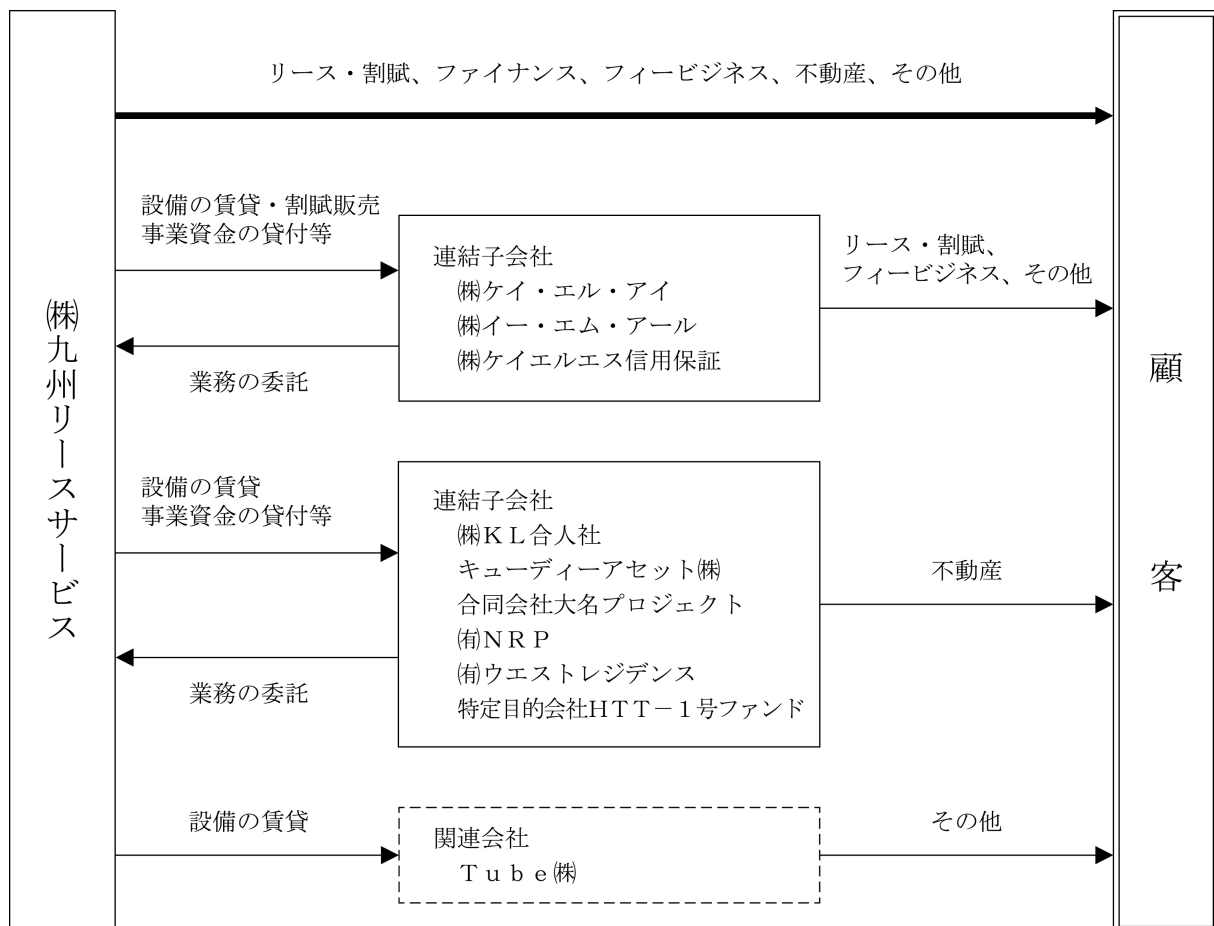 リース・割賦、ファイナンス、フィービジネス、不動産、その他
㈱九州リースサービス
顧客
設備の賃貸・割賦販売
事業資金の貸付等
業務の委託
連結子会社
㈱ケイ・エル・アイ
㈱イー・エム・アール
㈱ケイエルエス信用保証
リース・割賦、
フィービジネス、その他
設備の賃貸
事業資金の貸付等
業務の委託
連結子会社
㈱ＫＬ合人社
キューディーアセット㈱
合同会社大名プロジェクト
㈲ＮＲＰ
㈲ウエストレジデンス
特定目的会社ＨＴＴ－１号ファンド
不動産
設備の賃貸
関連会社
Ｔｕｂｅ㈱
その他